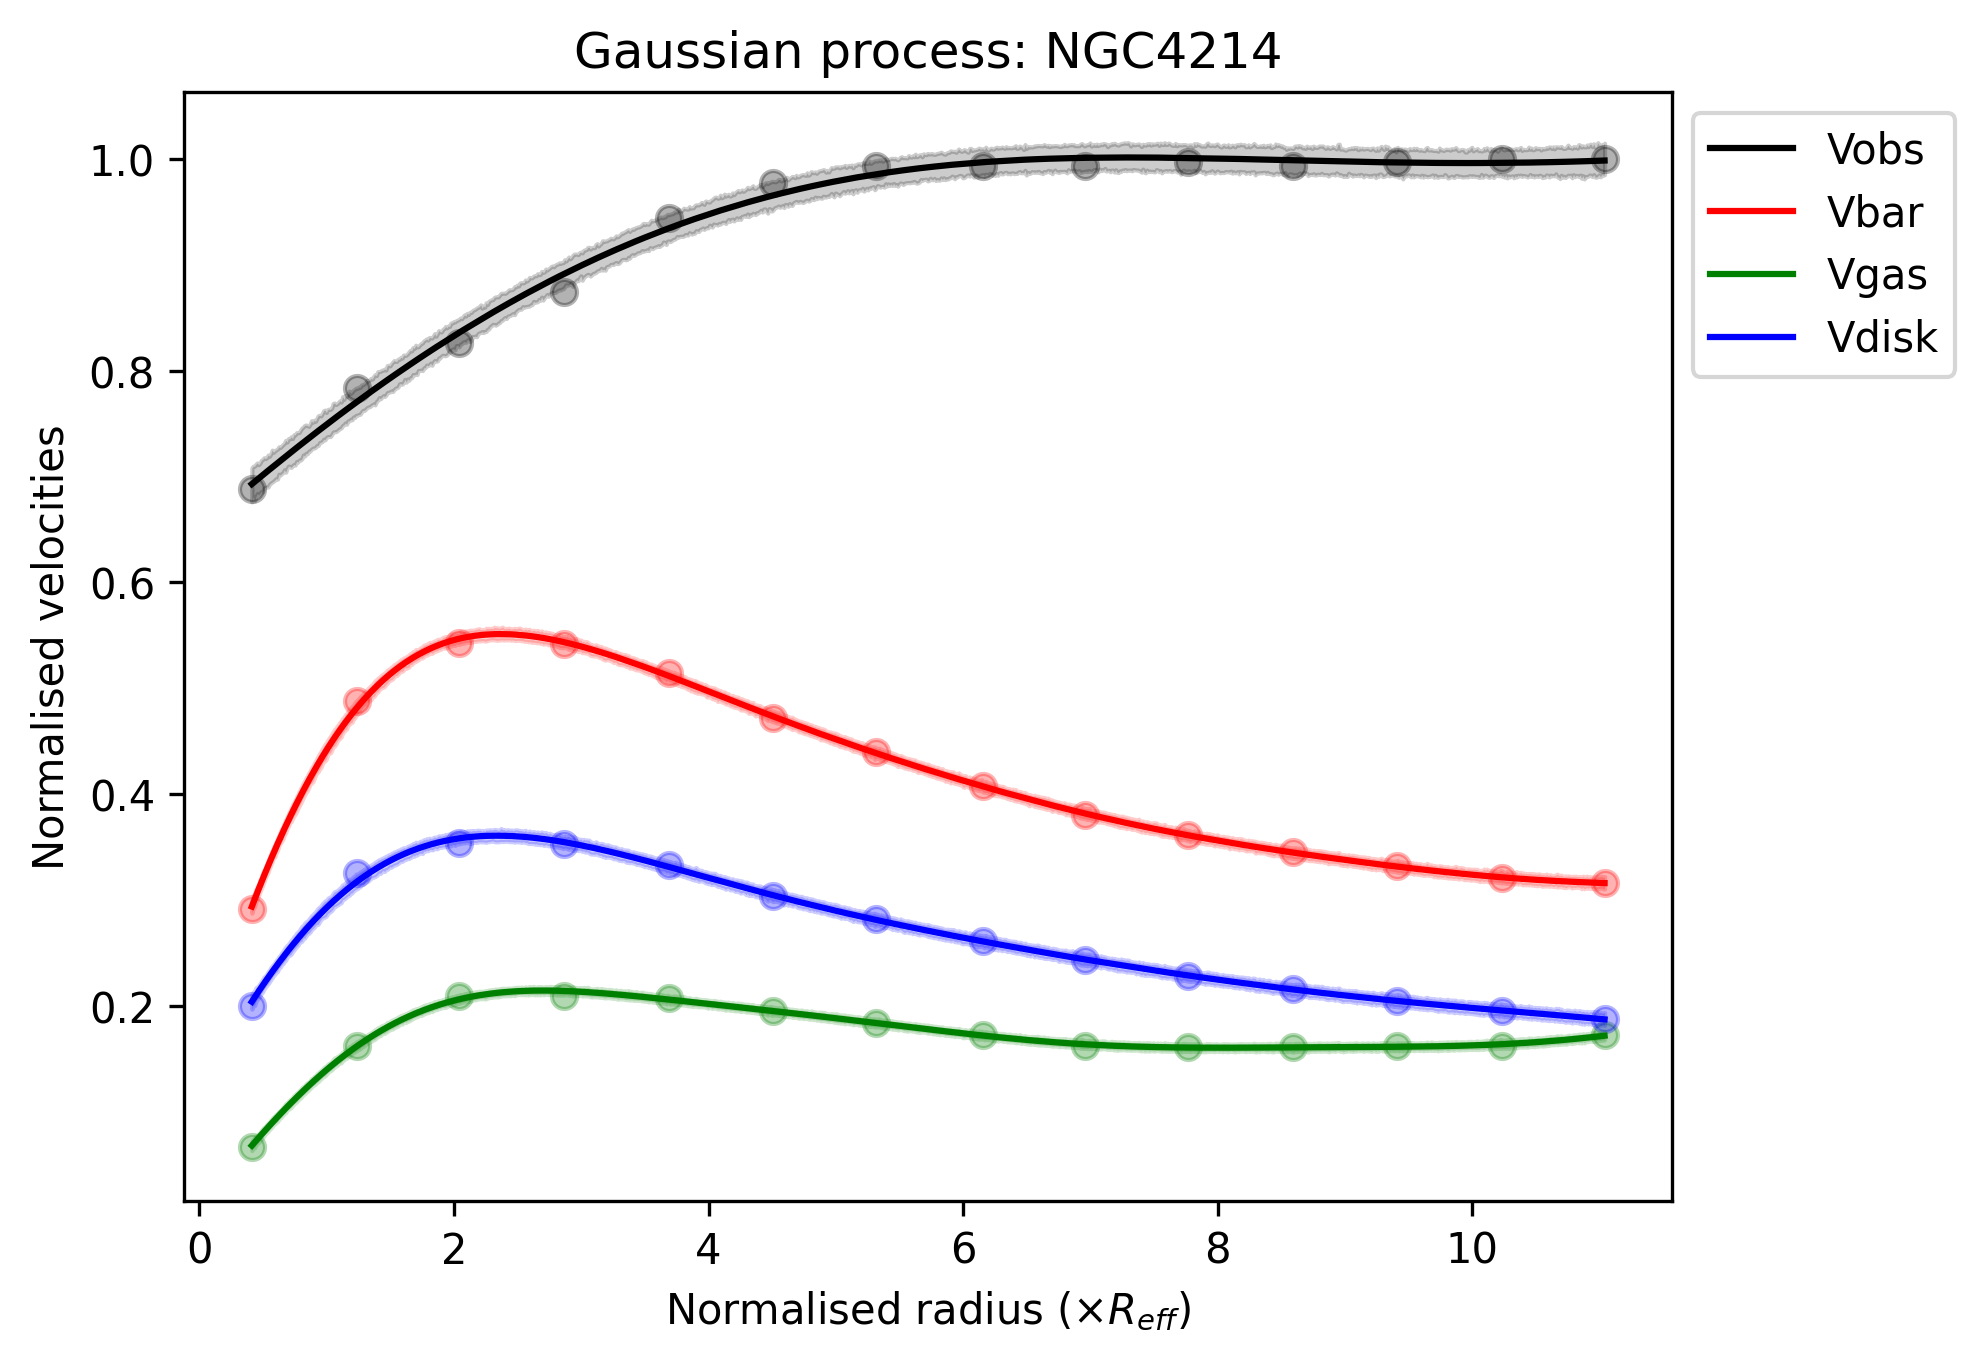 Gaussian process: NGC4214
Normalised velocities
1.0
0.8
0.6
0.4
0.2
0 2 4 6 8 10
Normalised radius (×R_eff)
Vobs
Vbar
Vgas
Vdisk